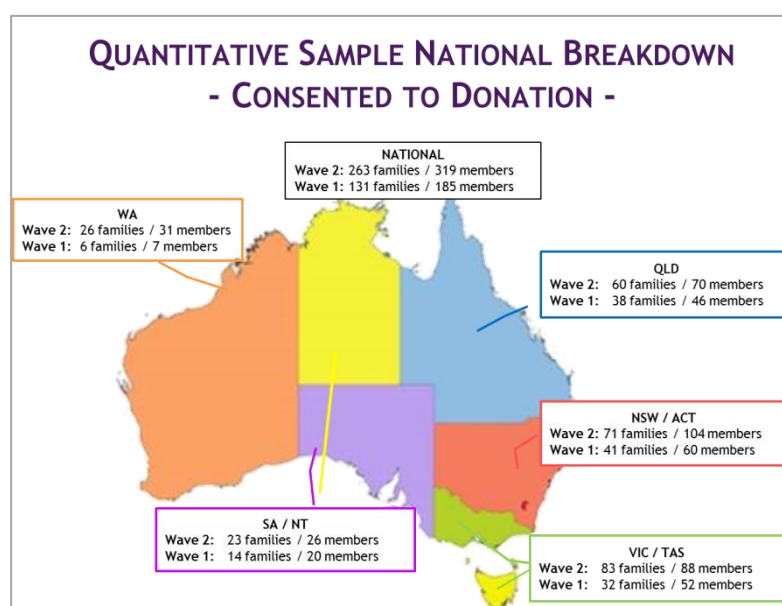 QUANTITATIVE SAMPLE NATIONAL BREAKDOWN
- CONSENTED TO DONATION -
NATIONAL
Wave 2: 263 families / 319 members
Wave 1: 131 families / 185 members
WA
Wave 2: 26 families / 31 members
Wave 1: 6 families / 7 members
QLD
Wave 2: 60 families / 70 members
Wave 1: 38 families / 46 members
NSW / ACT
Wave 2: 71 families / 104 members
Wave 1: 41 families / 60 members
SA / NT
Wave 2: 23 families / 26 members
Wave 1: 14 families / 20 members
VIC / TAS
Wave 2: 83 families / 88 members
Wave 1: 32 families / 52 members